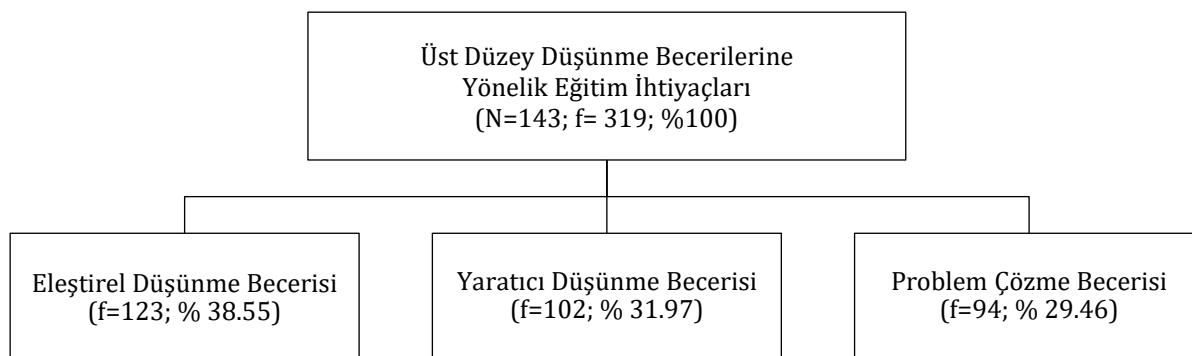 Üst Düzey Düşünme Becerilerine
Yönelik Eğitim İhtiyaçları
(N=143; f= 319; %100)
Eleştirel Düşünme Becerisi
(f=123; % 38.55)
Yaratıcı Düşünme Becerisi
(f=102; % 31.97)
Problem Çözme Becerisi
(f=94; % 29.46)